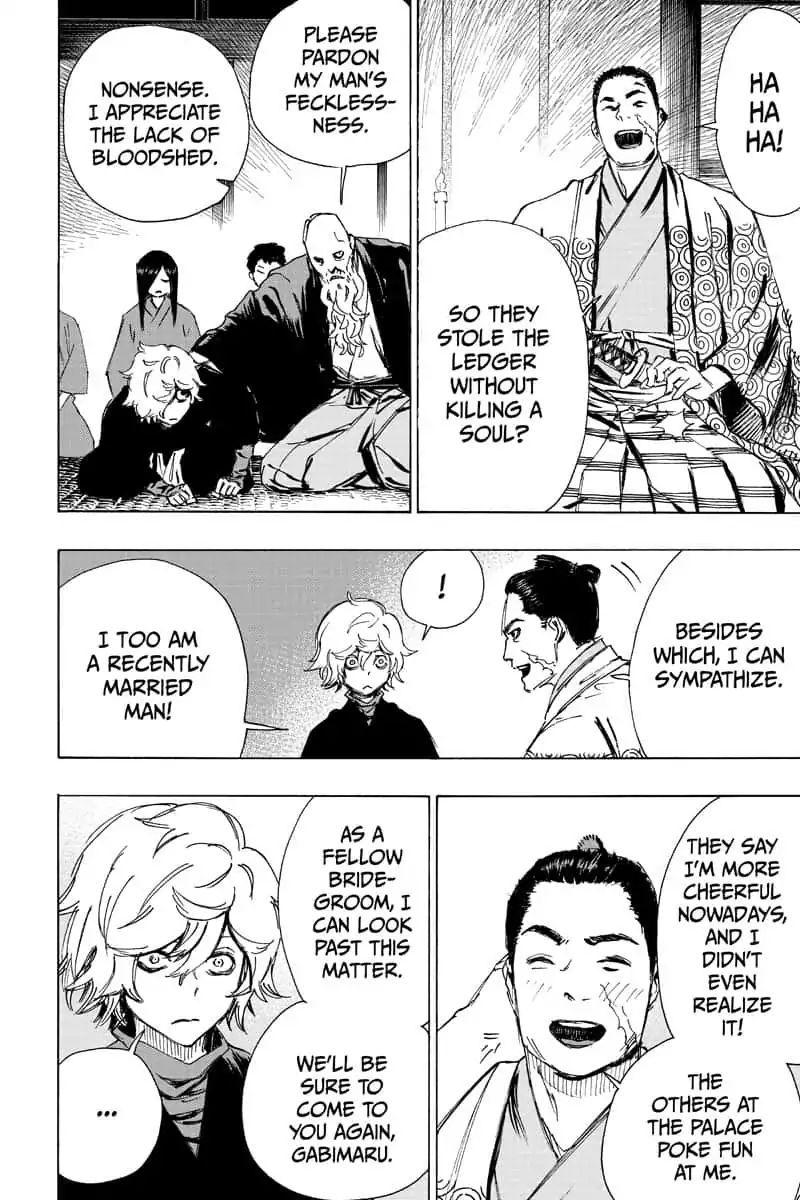 HA
HA
HA!
SO THEY
STOLE THE
LEDGER
WITHOUT
KILLING A
SOUL?
PLEASE
PARDON
MY MAN'S
FECKLESS-
NESS.
NONSENSE.
I APPRECIATE
THE LACK OF
BLOODSHED.
BESIDES
WHICH, I CAN
SYMPATHIZE.
!
I TOO AM
A RECENTLY
MARRIED
MAN!
THEY SAY
I'M MORE
CHEERFUL
NOWADAYS,
AND I
DIDN'T
EVEN
REALIZE
IT!
THE
OTHERS AT
THE PALACE
POKE FUN
AT ME.
AS A
FELLOW
BRIDE-
GROOM, I
CAN LOOK
PAST THIS
MATTER.
WE'LL BE
SURE TO
COME TO
YOU AGAIN,
GABIMARU.
...